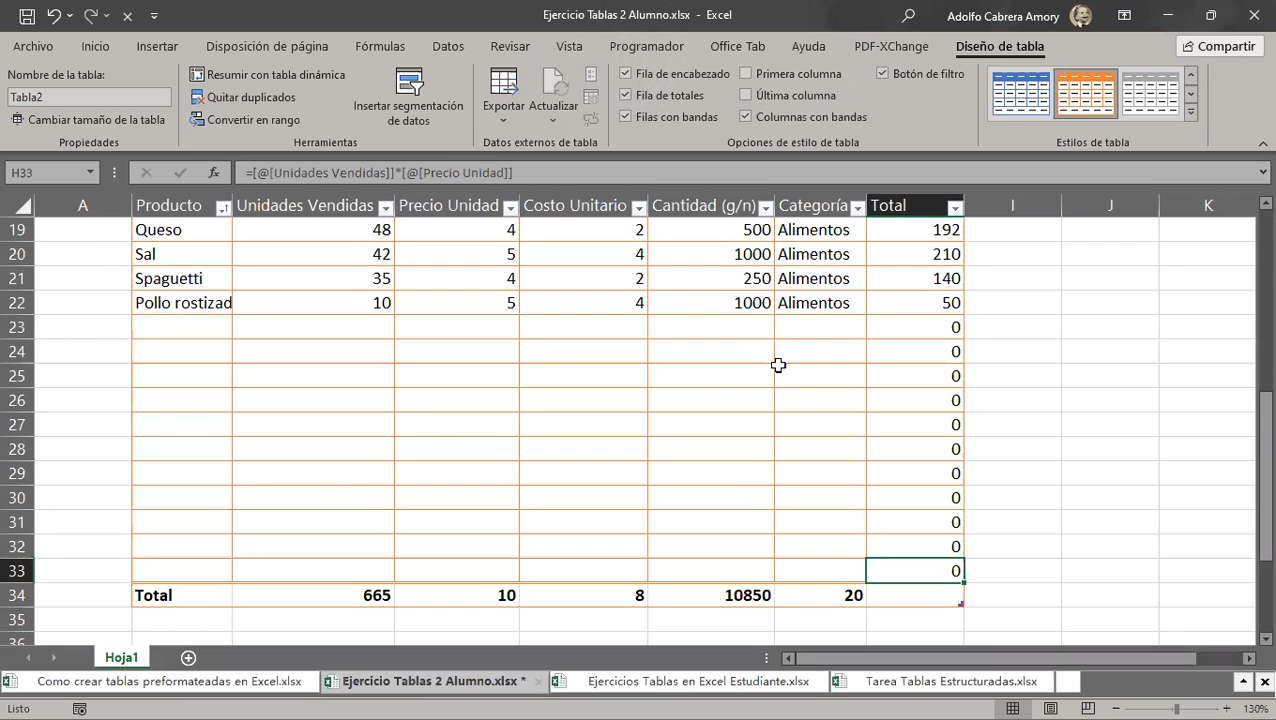 Ejercicio Tablas 2 Alumno.xlsx - Excel
Adolfo Cabrera Amory
Archivo Inicio Insertar Disposición de página Fórmulas Datos Revisar Vista Programador Office Tab Ayuda PDF-XChange Diseño de tabla Compartir
Nombre de la tabla:
Tabla2
Cambiar tamaño de la tabla
Propiedades
Resumir con tabla dinámica
Quitar duplicados
Convertir en rango
Insertar segmentación
de datos
Herramientas
Exportar Actualizar
Datos externos de tabla
Fila de encabezado Primera columna Botón de filtro
Fila de totales Última columna
Filas con bandas Columnas con bandas
Opciones de estilo de tabla
Estilos de tabla
H33 fx =[@[Unidades Vendidas]]*[@[Precio Unidad]]
A Producto Unidades Vendidas Precio Unidad Costo Unitario Cantidad (g/n) Categoría Total I J K
19 Queso 48 4 2 500 Alimentos 192
20 Sal 42 5 4 1000 Alimentos 210
21 Spaguetti 35 4 2 250 Alimentos 140
22 Pollo rostizad 10 5 4 1000 Alimentos 50
23 0
24 0
25 0
26 0
27 0
28 0
29 0
30 0
31 0
32 0
33 0
34 Total 665 10 8 10850 20
35
Hoja1
Como crear tablas preformateadas en Excel.xlsx Ejercicio Tablas 2 Alumno.xlsx * Ejercicios Tablas en Excel Estudiante.xlsx Tarea Tablas Estructuradas.xlsx
Listo 130%